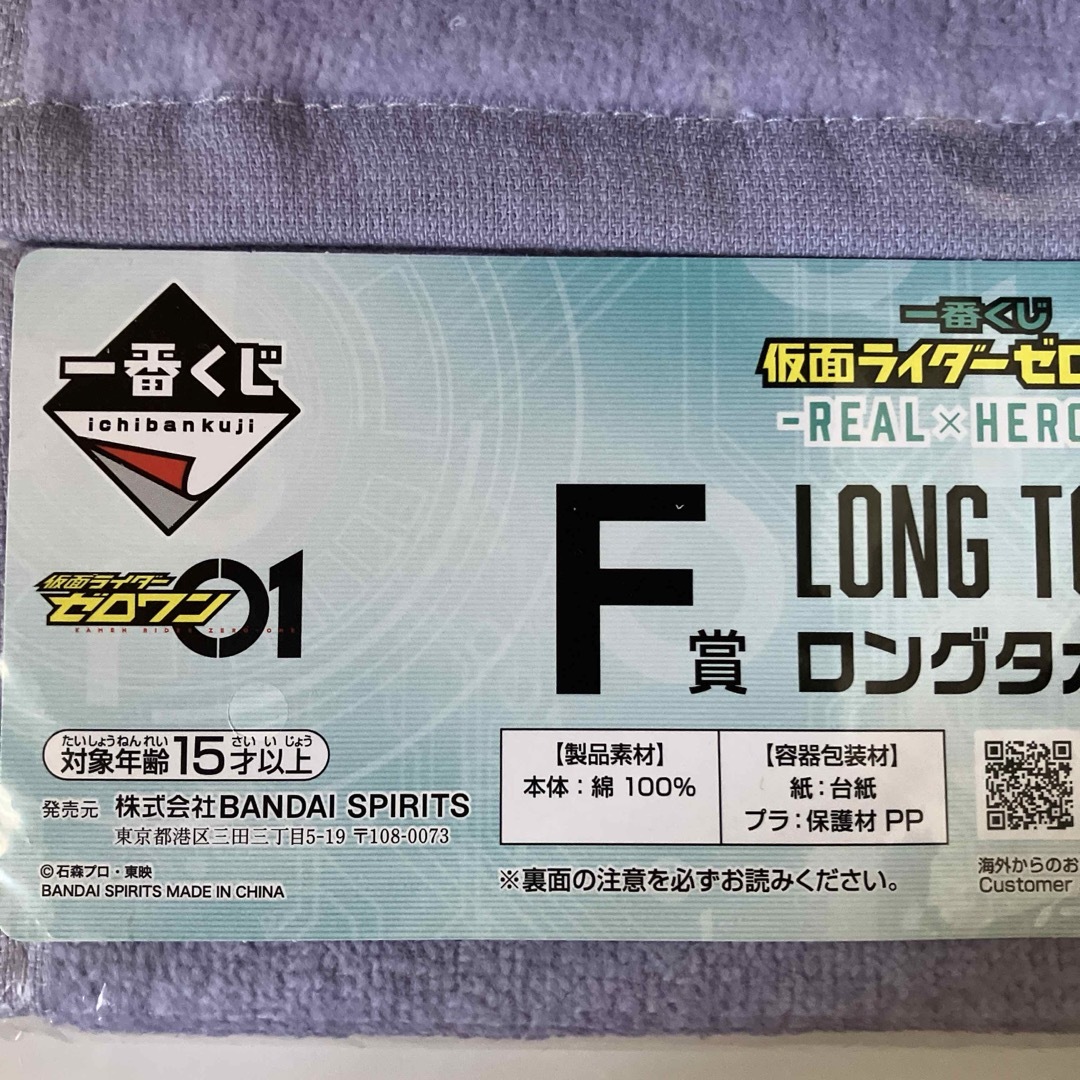 一番くじ
ichibankuji
仮面ライダー
ゼロワン01
KAMEN RIDER ZERO-ONE
一番くじ
仮面ライダーゼロ
-REAL×HERO
F賞
LONG TO
ロングタオ
たいしょうねんれい さい い じょう
対象年齢15才以上
発売元 株式会社BANDAI SPIRITS
東京都港区三田三丁目5-19 〒108-0073
©石森プロ・東映
BANDAI SPIRITS MADE IN CHINA
【製品素材】
本体:綿 100%
【容器包装材】
紙:台紙
プラ:保護材 PP
※裏面の注意を必ずお読みください。
海外からのお
Customer